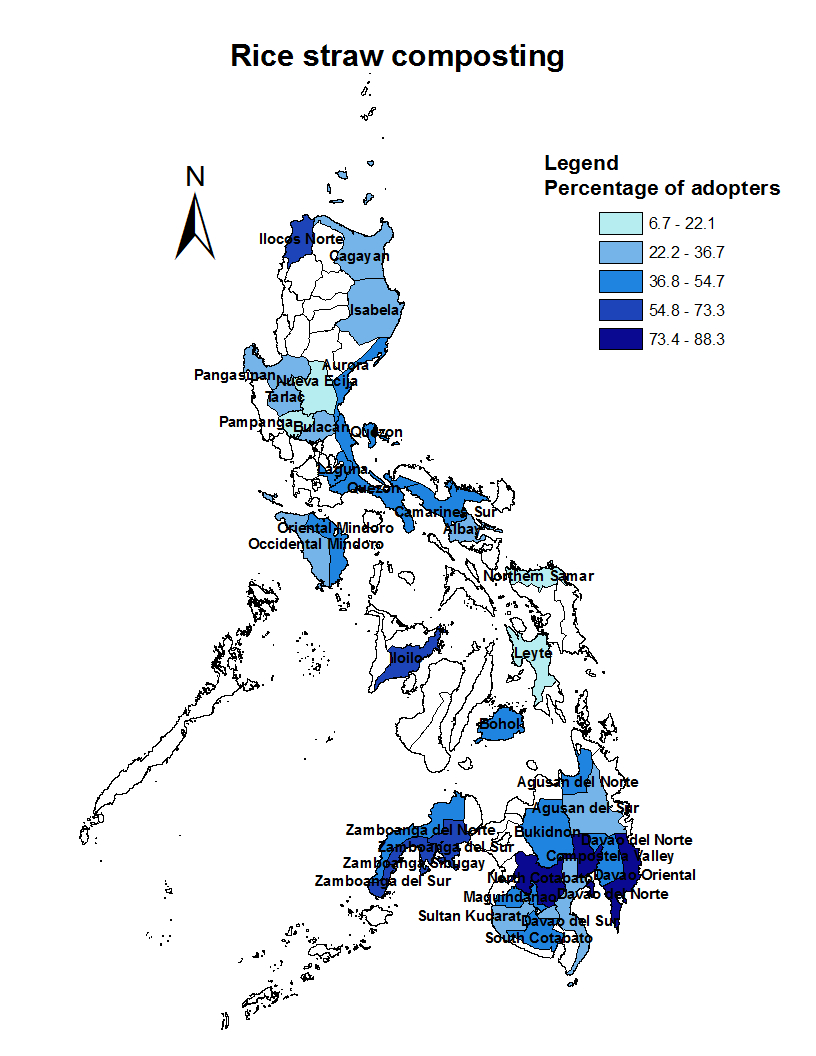 Rice straw composting
N
Legend
Percentage of adopters
6.7 - 22.1
22.2 - 36.7
36.8 - 54.7
54.8 - 73.3
73.4 - 88.3
Ilocos Norte
Cagayan
Isabela
Aurora
Pangasinan
Nueva Ecija
Tarlac
Pampanga
Bulacan
Quezon
Laguna
Quezon
Camarines Sur
Albay
Oriental Mindoro
Occidental Mindoro
Northern Samar
Leyte
Iloilo
Bohol
Agusan del Norte
Agusan del Sur
Zamboanga del Norte
Bukidnon
Davao del Norte
Zamboanga del Sur
Compostela Valley
Zamboanga Sibugay
Davao Oriental
North Cotabato
Zamboanga del Sur
Davao del Norte
Maguindanao
Sultan Kudarat
Davao del Sur
South Cotabato